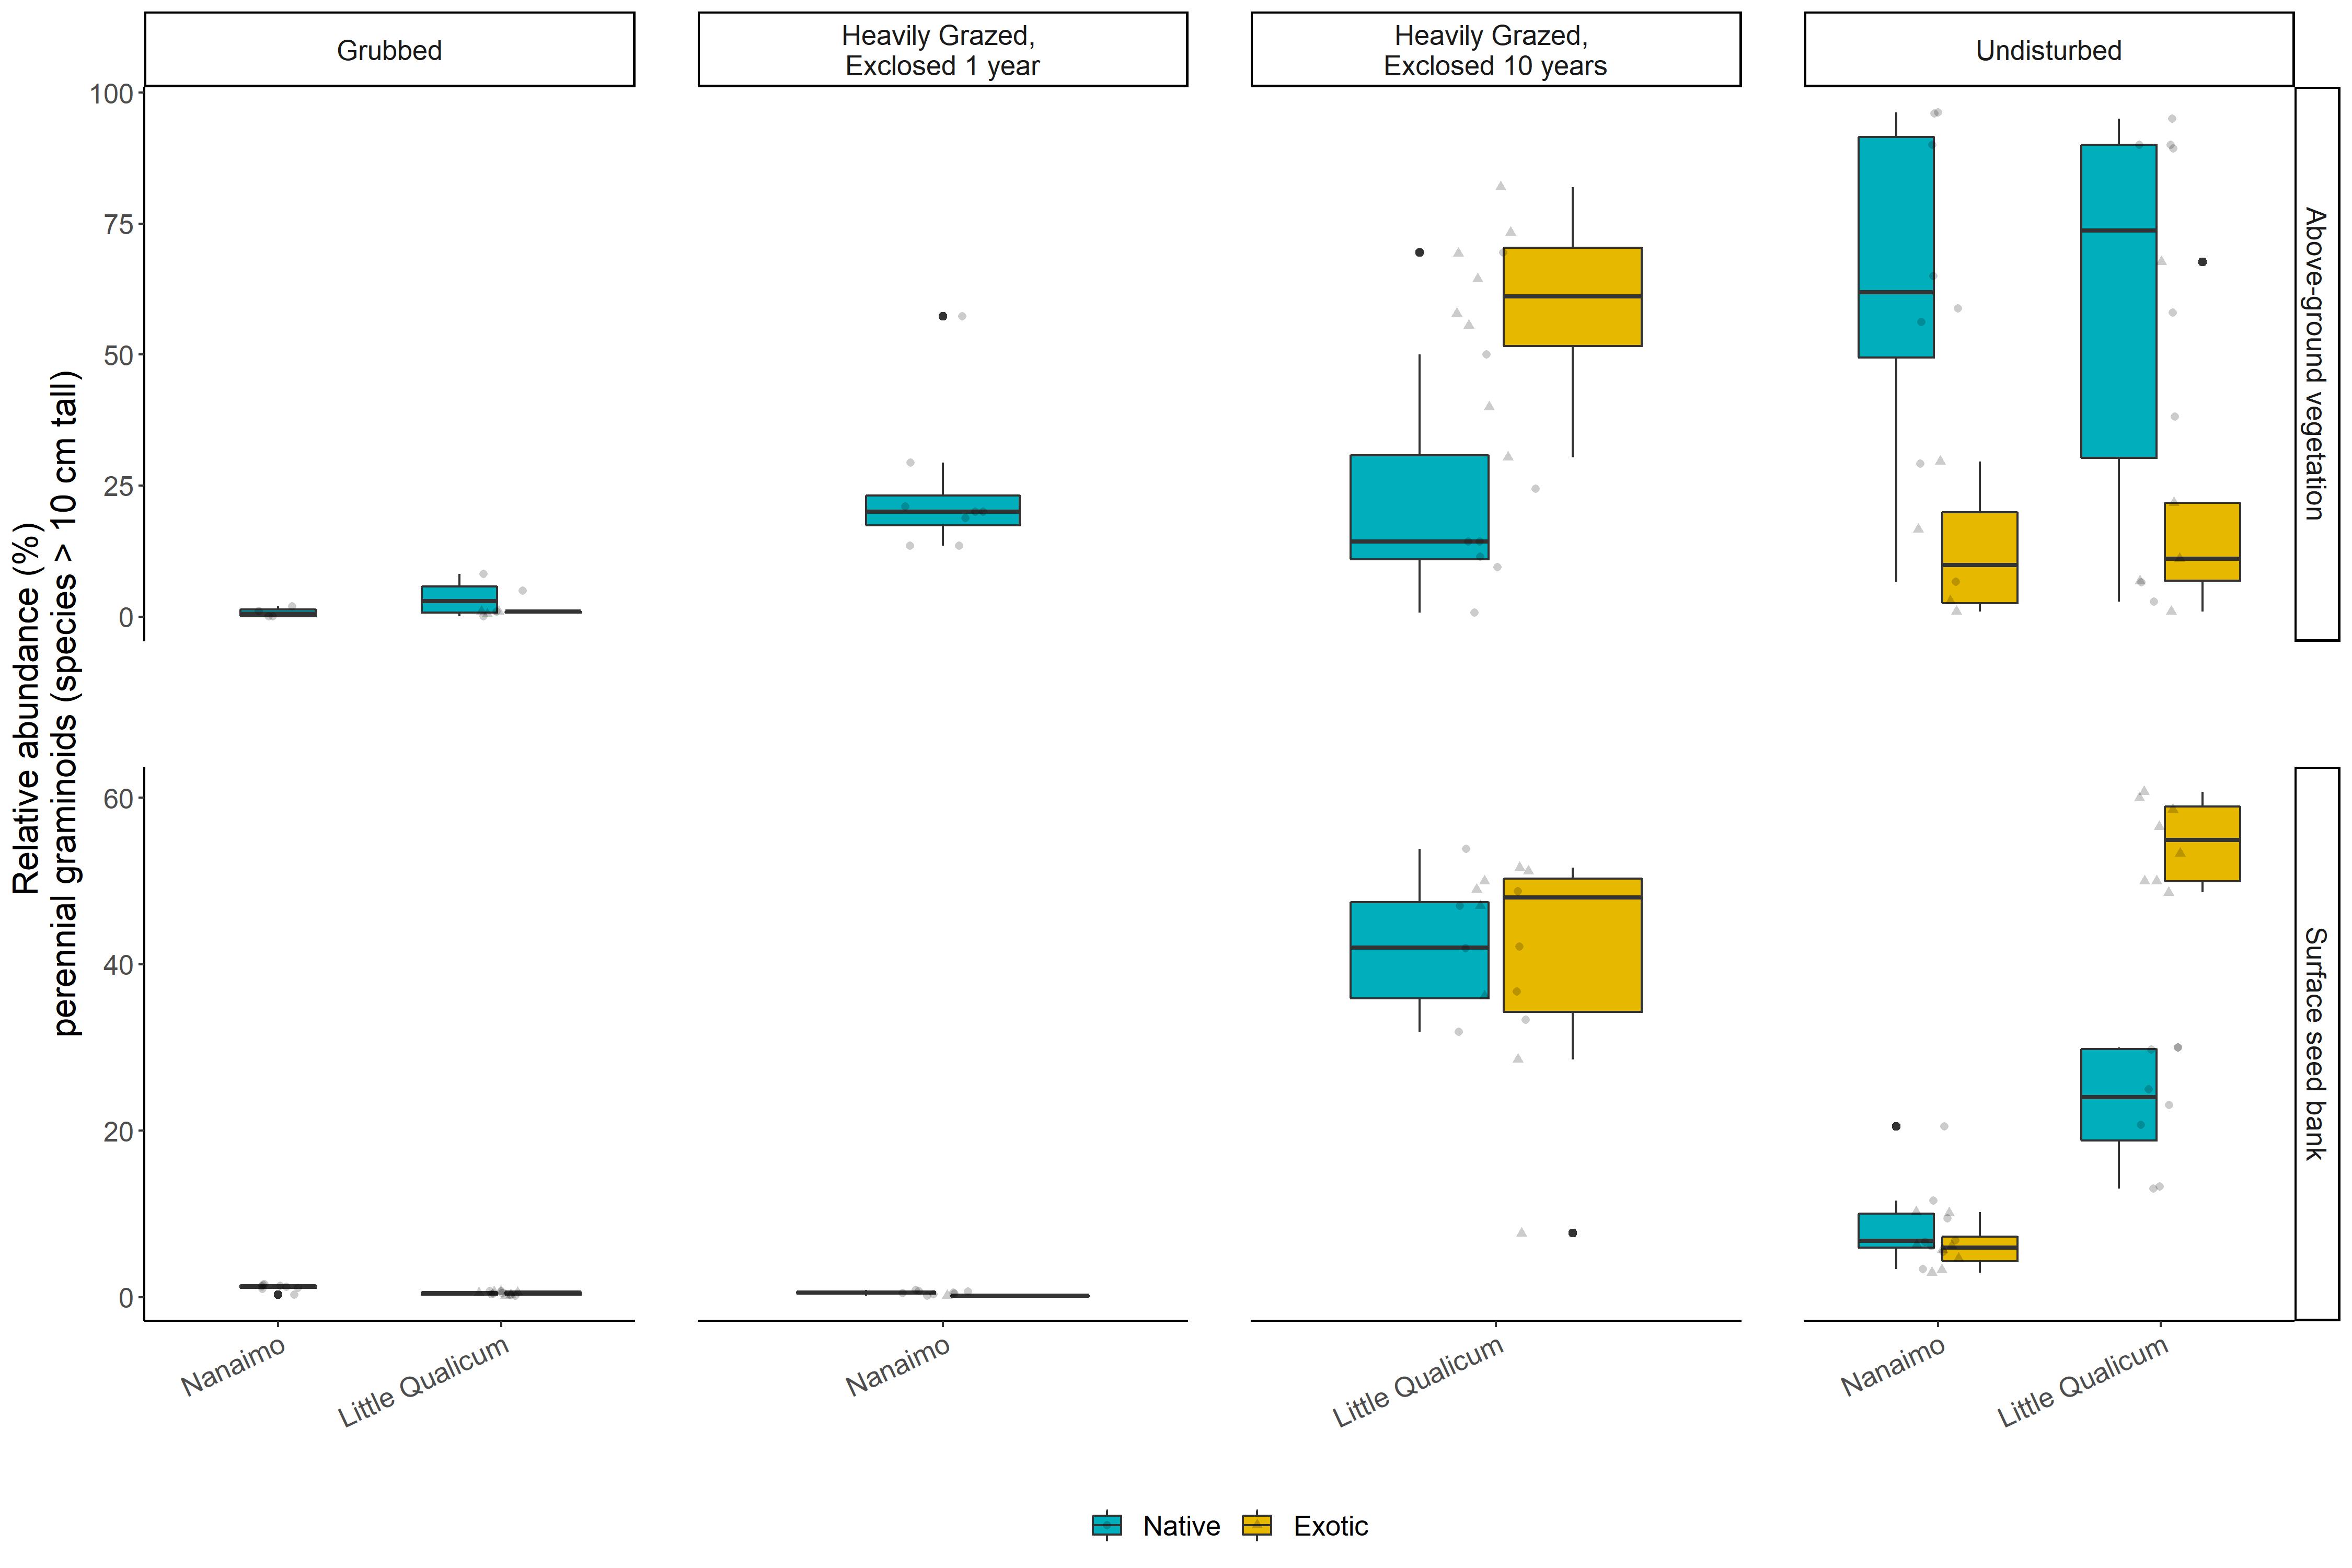 Grubbed
Heavily Grazed,
Exclosed 1 year
Heavily Grazed,
Exclosed 10 years
Undisturbed
Relative abundance (%)
perennial graminoids (species > 10 cm tall)
100
75
50
25
0
Above-ground vegetation
60
40
20
0
Surface seed bank
Nanaimo
Little Qualicum
Nanaimo
Little Qualicum
Nanaimo
Little Qualicum
Native
Exotic